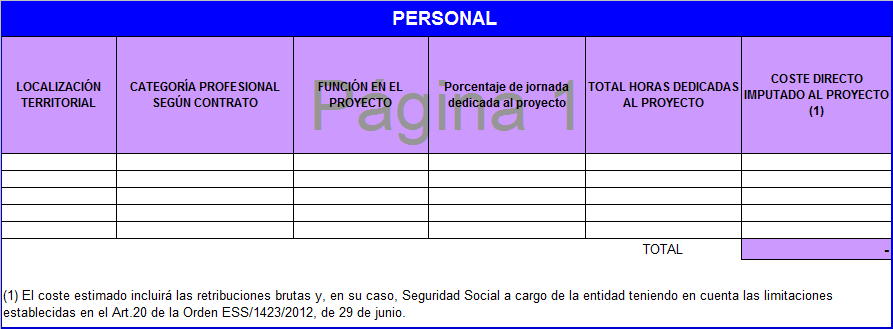 PERSONAL
LOCALIZACIÓN
TERRITORIAL
CATEGORÍA PROFESIONAL
SEGÚN CONTRATO
FUNCIÓN EN EL
PROYECTO
Porcentaje de jornada
dedicada al proyecto
TOTAL HORAS DEDICADAS
AL PROYECTO
COSTE DIRECTO
IMPUTADO AL PROYECTO
(1)
Página 1
TOTAL
-
(1) El coste estimado incluirá las retribuciones brutas y, en su caso, Seguridad Social a cargo de la entidad teniendo en cuenta las limitaciones
establecidas en el Art.20 de la Orden ESS/1423/2012, de 29 de junio.